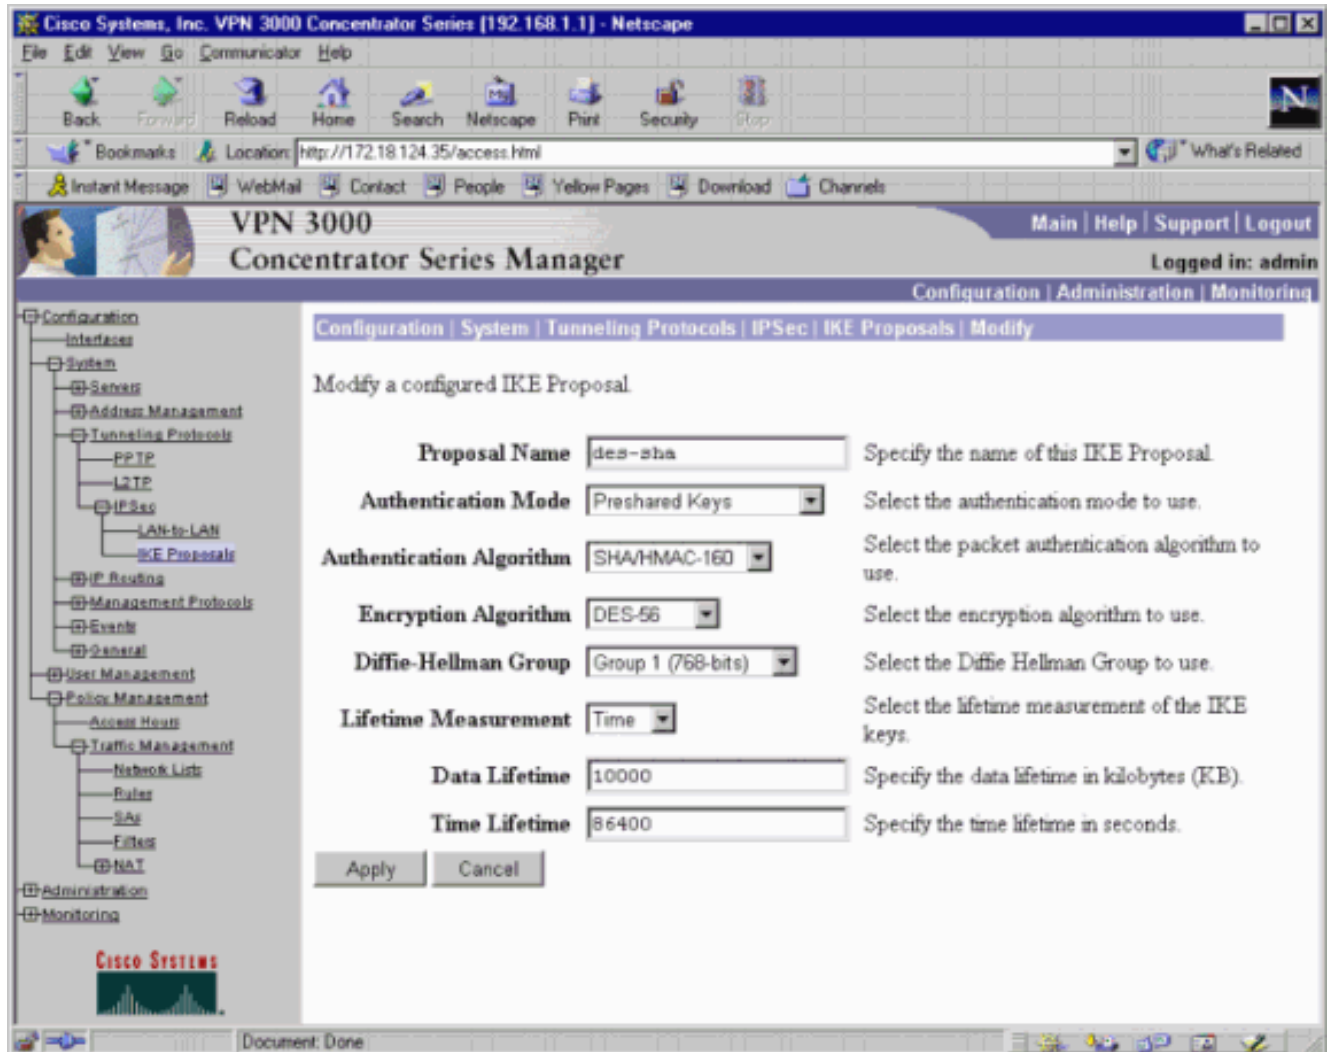 Cisco Systems, Inc. VPN 3000 Concentrator Series [192.168.1.1] - Netscape
File Edit View Go Communicator Help
Back Forward Reload Home Search Netscape Print Security Stop
Bookmarks Location: http://172.18.124.35/access.html What's Related
Instant Message WebMail Contact People Yellow Pages Download Channels
VPN 3000
Concentrator Series Manager
Main | Help | Support | Logout
Logged in: admin
Configuration | Administration | Monitoring
Configuration
Interfaces
System
Servers
Address Management
Tunneling Protocols
PPTP
L2TP
IPSec
LAN-to-LAN
IKE Proposals
IP Routing
Management Protocols
Events
General
User Management
Policy Management
Access Hours
Traffic Management
Network Lists
Rules
SAs
Filters
NAT
Administration
Monitoring
CISCO SYSTEMS
Configuration | System | Tunneling Protocols | IPSec | IKE Proposals | Modify
Modify a configured IKE Proposal.
Proposal Name des-sha Specify the name of this IKE Proposal.
Authentication Mode Preshared Keys Select the authentication mode to use.
Authentication Algorithm SHA/HMAC-160 Select the packet authentication algorithm to
use.
Encryption Algorithm DES-56 Select the encryption algorithm to use.
Diffie-Hellman Group Group 1 (768-bits) Select the Diffie Hellman Group to use.
Lifetime Measurement Time Select the lifetime measurement of the IKE
keys.
Data Lifetime 10000 Specify the data lifetime in kilobytes (KB).
Time Lifetime 86400 Specify the time lifetime in seconds.
Apply Cancel
Document: Done